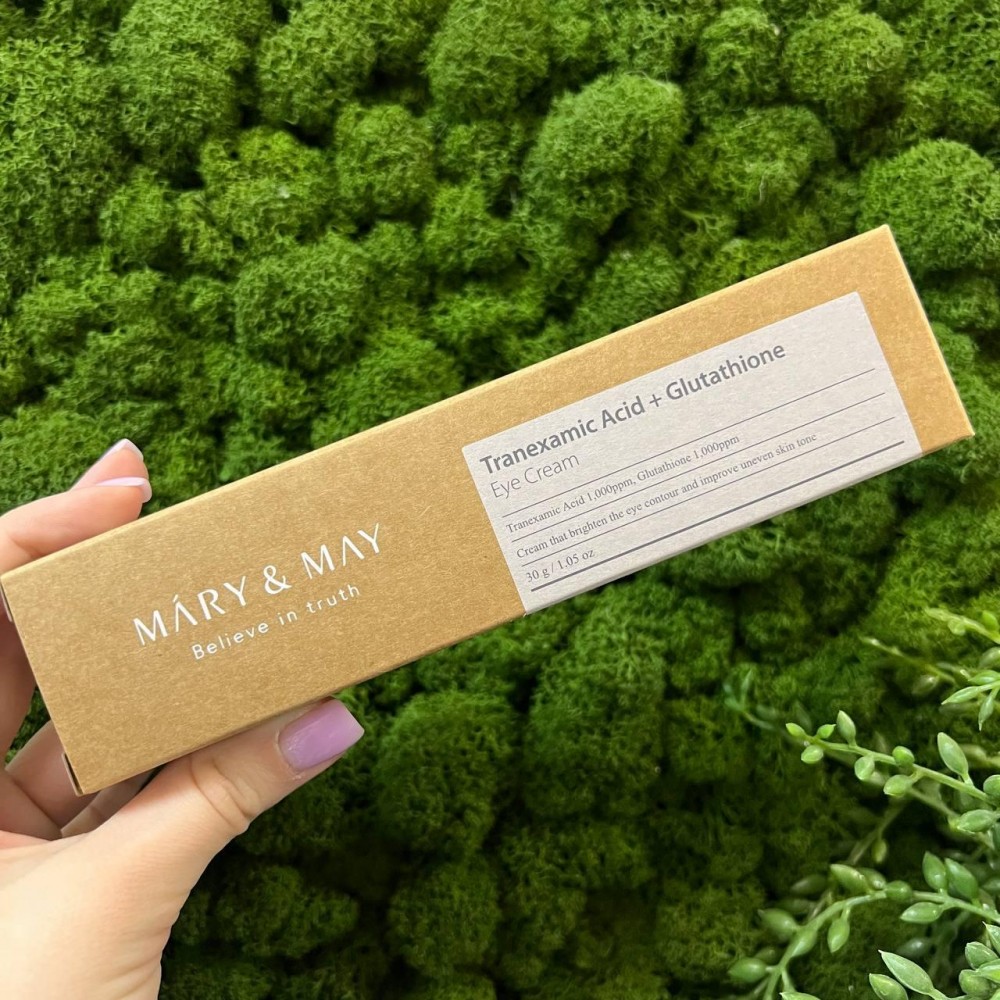 MÁRY & MAY
Believe in truth
Tranexamic Acid + Glutathione
Eye Cream
Tranexamic Acid 1,000ppm, Glutathione 1,000ppm
Cream that brighten the eye contour and improve uneven skin tone
30 g / 1.05 oz